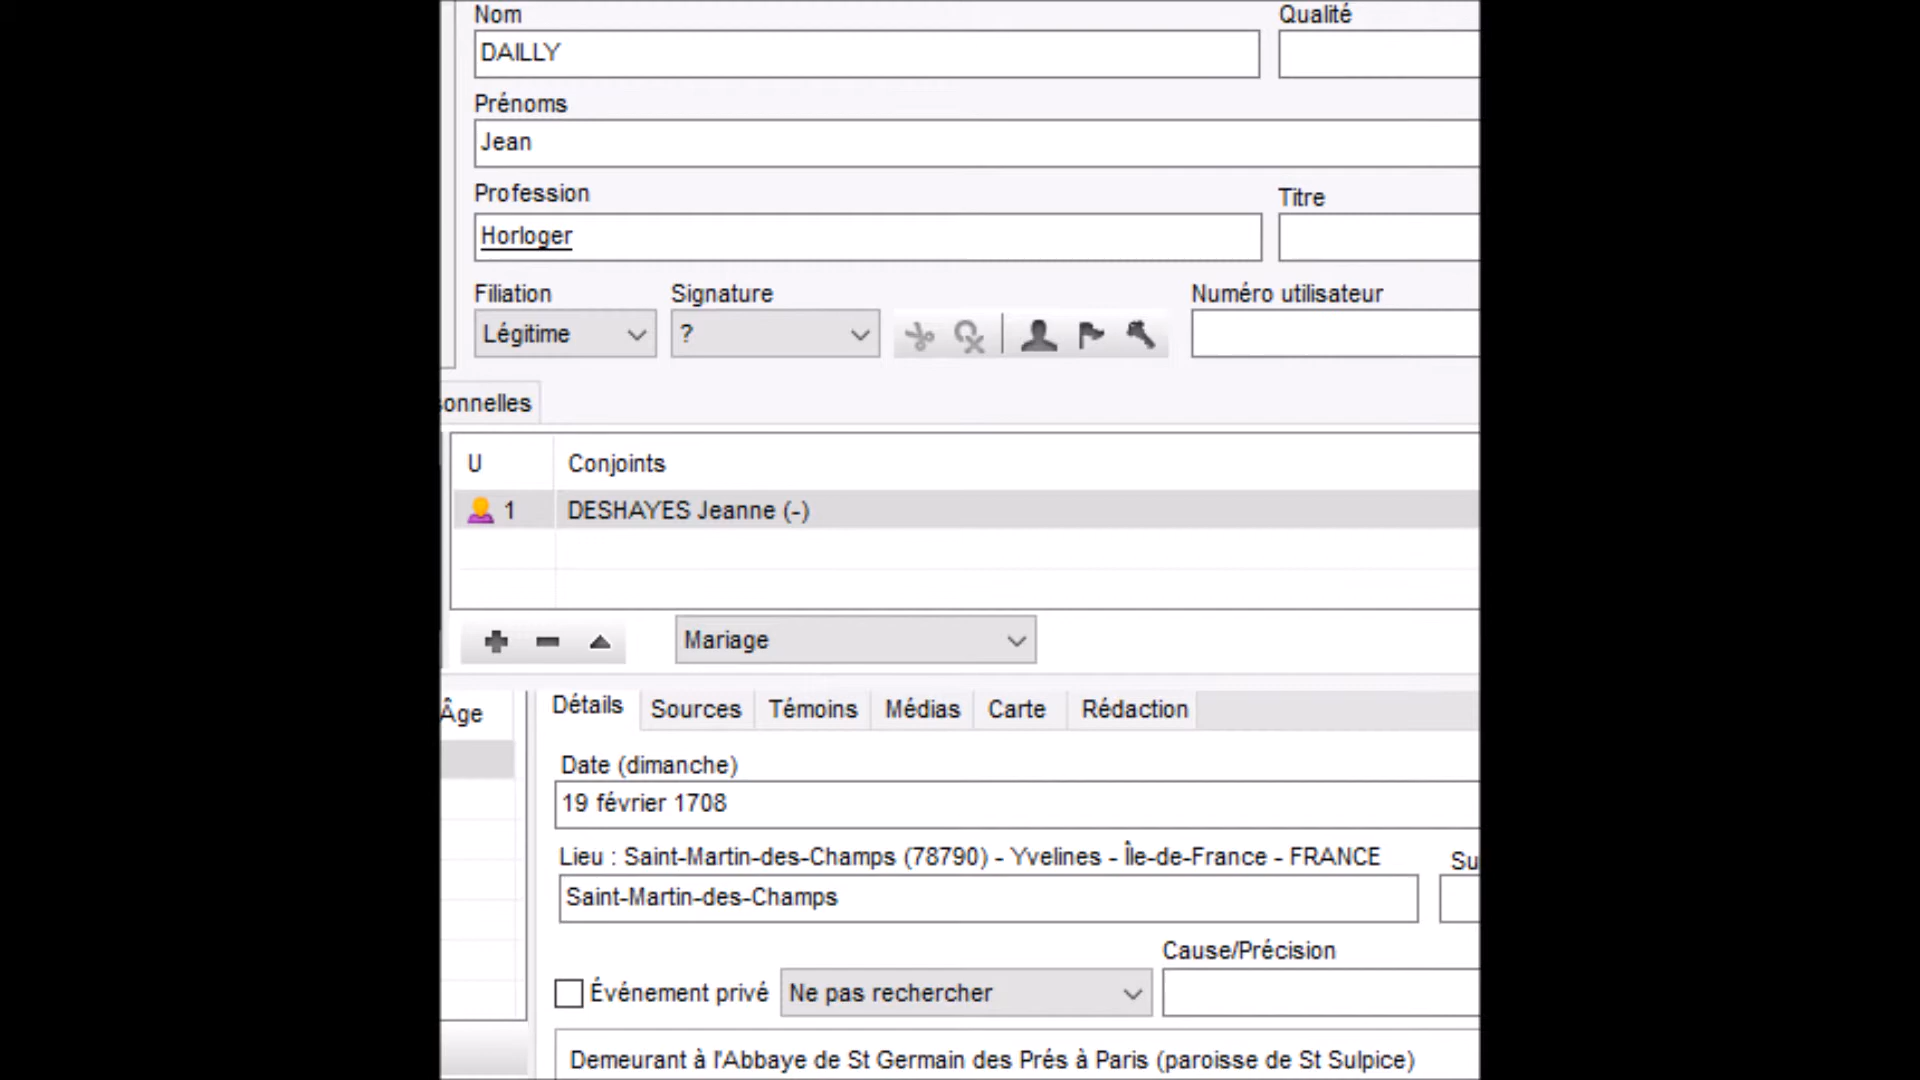 Nom Qualité
DAILLY
Prénoms
Jean
Profession Titre
Horloger
Filiation Signature Numéro utilisateur
Légitime ?
sonnelles
U Conjoints
1 DESHAYES Jeanne (-)
Mariage
Âge Détails Sources Témoins Médias Carte Rédaction
Date (dimanche)
19 février 1708
Lieu : Saint-Martin-des-Champs (78790) - Yvelines - Île-de-France - FRANCE Su
Saint-Martin-des-Champs
Cause/Précision
Événement privé Ne pas rechercher
Demeurant à l'Abbaye de St Germain des Prés à Paris (paroisse de St Sulpice)